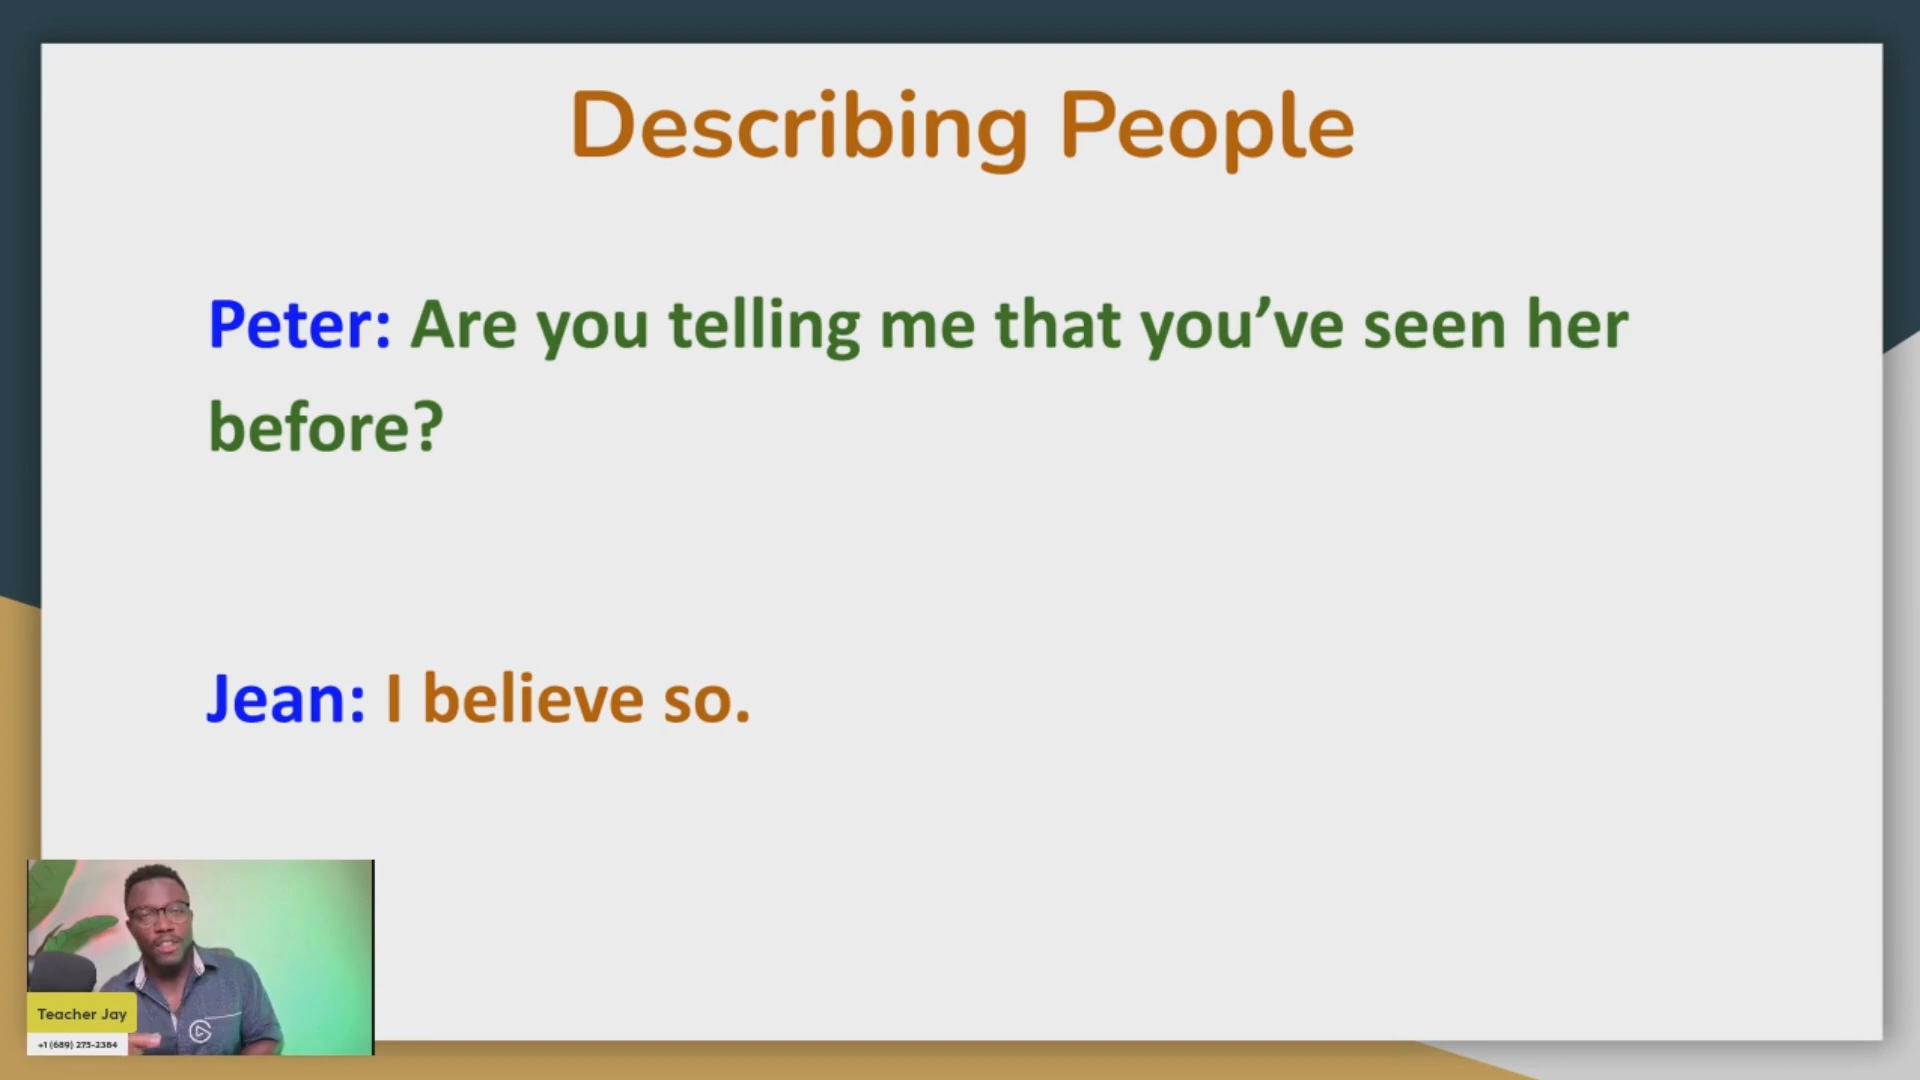 Describing People
Peter: Are you telling me that you’ve seen her
before?
Jean: I believe so.
Teacher Jay
+1 (689) 275-2384